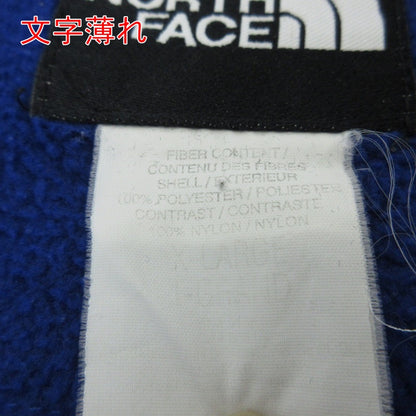 文字薄れ
NORTH
FACE
FIBER CONTENT/
CONTENU DES FIBRES
SHELL/EXTERIEUR
100% POLYESTER/POLIESTER
CONTRAST/CONTRASTE
100% NYLON/NYLON